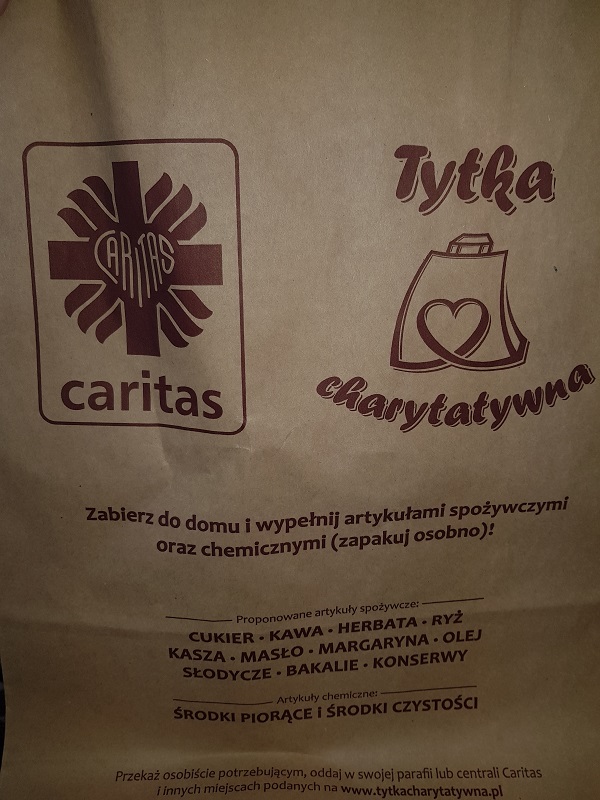 CARITAS
caritas
Tytka
charytatywna
Zabierz do domu i wypełnij artykułami spożywczymi
oraz chemicznymi (zapakuj osobno)!
Proponowane artykuły spożywcze:
CUKIER • KAWA • HERBATA • RYŻ
KASZA • MASŁO • MARGARYNA • OLEJ
SŁODYCZE • BAKALIE • KONSERWY
Artykuły chemiczne:
ŚRODKI PIORĄCE i ŚRODKI CZYSTOŚCI
Przekaż osobiście potrzebującym, oddaj w swojej parafii lub centrali Caritas
i innych miejscach podanych na www.tytkacharytatywna.pl